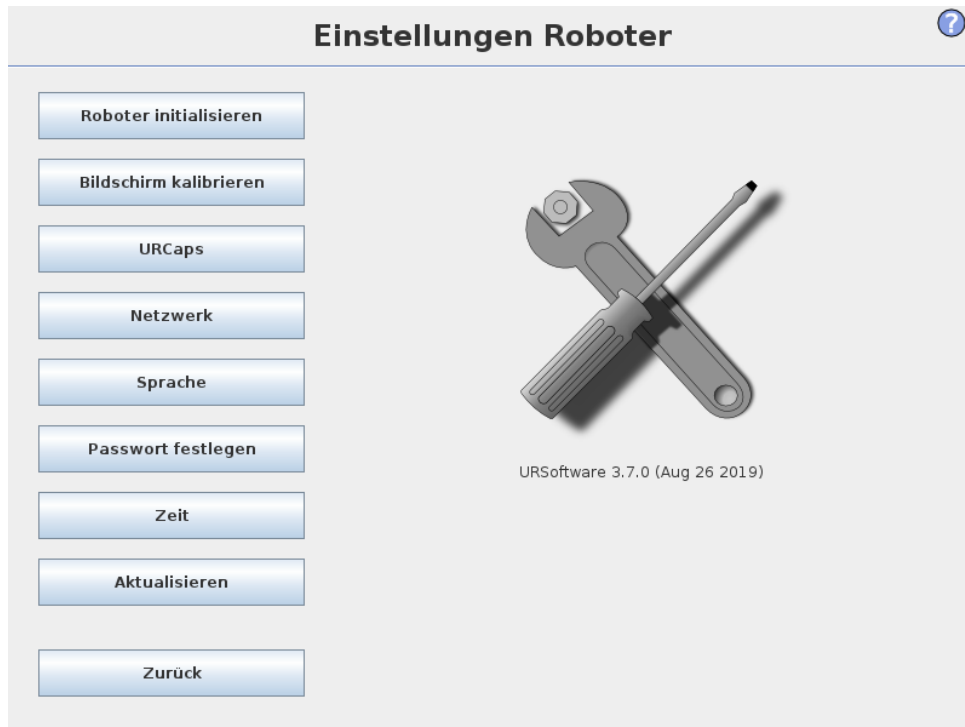 Einstellungen Roboter
?
Roboter initialisieren
Bildschirm kalibrieren
URCaps
Netzwerk
Sprache
Passwort festlegen
Zeit
Aktualisieren
Zurück
URSoftware 3.7.0 (Aug 26 2019)